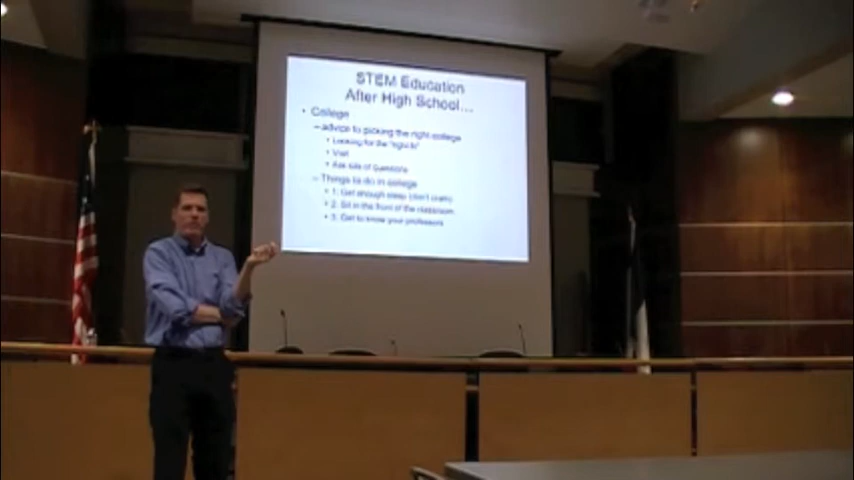 STEM Education
After High School...
• College
– advice to picking the right college
• Looking for the "right fit"
• Visit
• Ask lots of questions
– Things to do in college
• 1. Get enough sleep (don't cram)
• 2. Sit in the front of the classroom
• 3. Get to know your professors